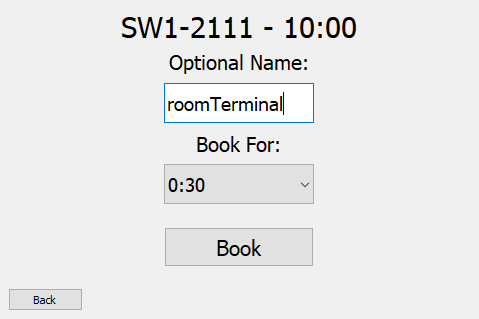 SW1-2111 - 10:00
Optional Name:
roomTerminal
Book For:
0:30
Book
Back